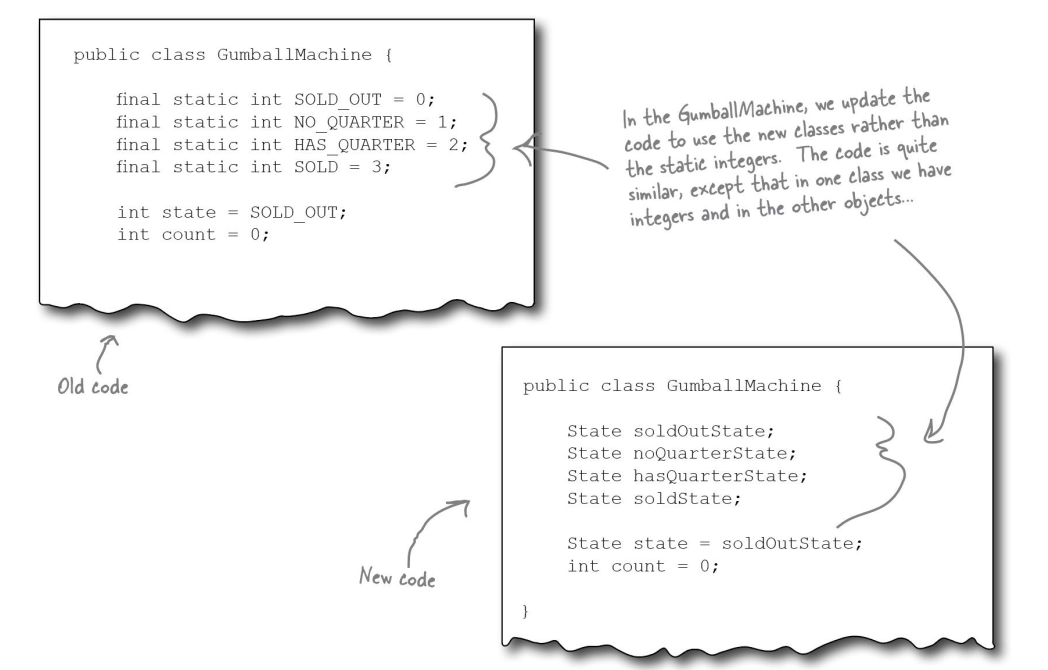 public class GumballMachine {
final static int SOLD_OUT = 0;
final static int NO_QUARTER = 1;
final static int HAS_QUARTER = 2;
final static int SOLD = 3;
int state = SOLD_OUT;
int count = 0;
In the GumballMachine, we update the
code to use the new classes rather than
the static integers. The code is quite
similar, except that in one class we have
integers and in the other objects...
Old code
public class GumballMachine {
State soldOutState;
State noQuarterState;
State hasQuarterState;
State soldState;
State state = soldOutState;
int count = 0;
}
New code